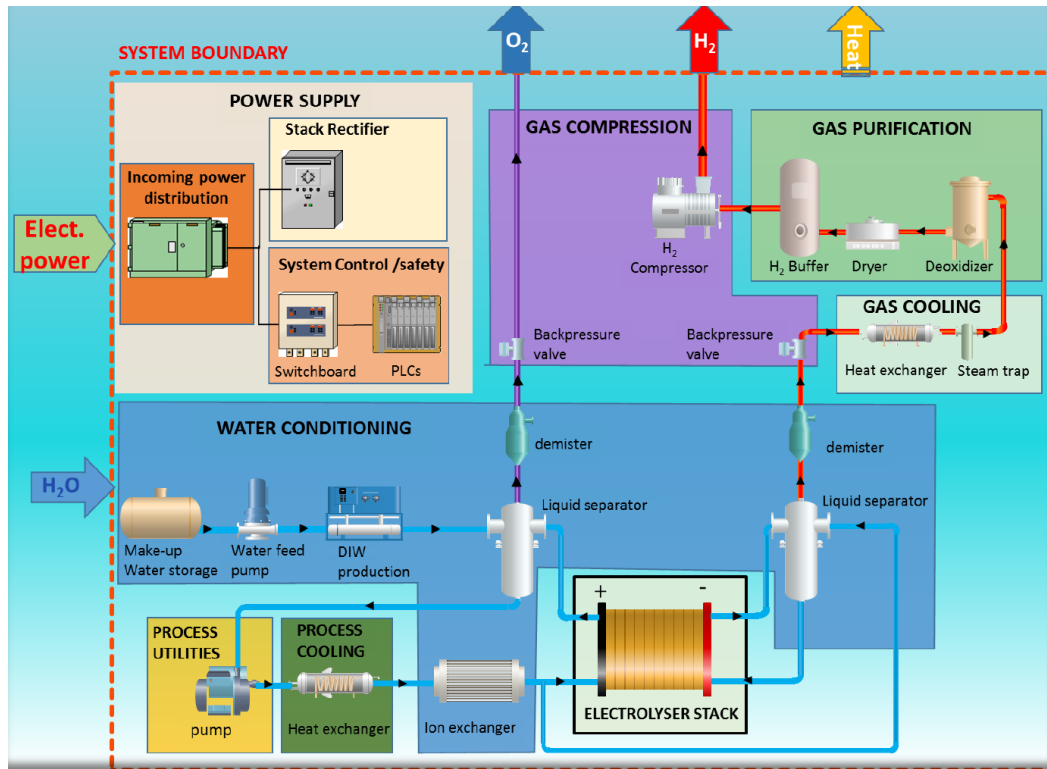 O₂
H₂
Heat
SYSTEM BOUNDARY
POWER SUPPLY
Stack Rectifier
Incoming power
distribution
Elect.
power
System Control /safety
Switchboard
PLCs
GAS COMPRESSION
GAS PURIFICATION
H₂
Compressor
H₂ Buffer
Dryer
Deoxidizer
GAS COOLING
Backpressure
valve
Backpressure
valve
Heat exchanger
Steam trap
WATER CONDITIONING
demister
demister
H₂O
Liquid separator
Liquid separator
Make-up
Water storage
Water feed
pump
DIW
production
+
-
PROCESS
UTILITIES
PROCESS
COOLING
pump
Heat exchanger
Ion exchanger
ELECTROLYSER STACK